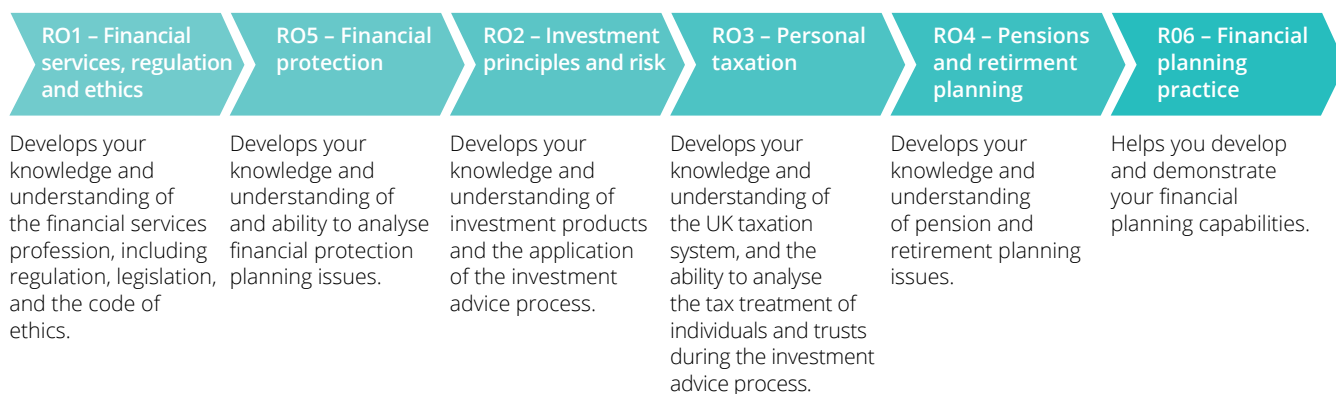 RO1 – Financial
services, regulation
and ethics
Develops your
knowledge and
understanding of
the financial services
profession, including
regulation, legislation,
and the code of
ethics.
RO5 – Financial
protection
Develops your
knowledge and
understanding of
and ability to analyse
financial protection
planning issues.
RO2 – Investment
principles and risk
Develops your
knowledge and
understanding of
investment products
and the application
of the investment
advice process.
RO3 – Personal
taxation
Develops your
knowledge and
understanding of
the UK taxation
system, and the
ability to analyse
the tax treatment of
individuals and trusts
during the investment
advice process.
RO4 – Pensions
and retirment
planning
Develops your
knowledge and
understanding
of pension and
retirement planning
issues.
R06 – Financial
planning
practice
Helps you develop
and demonstrate
your financial
planning capabilities.